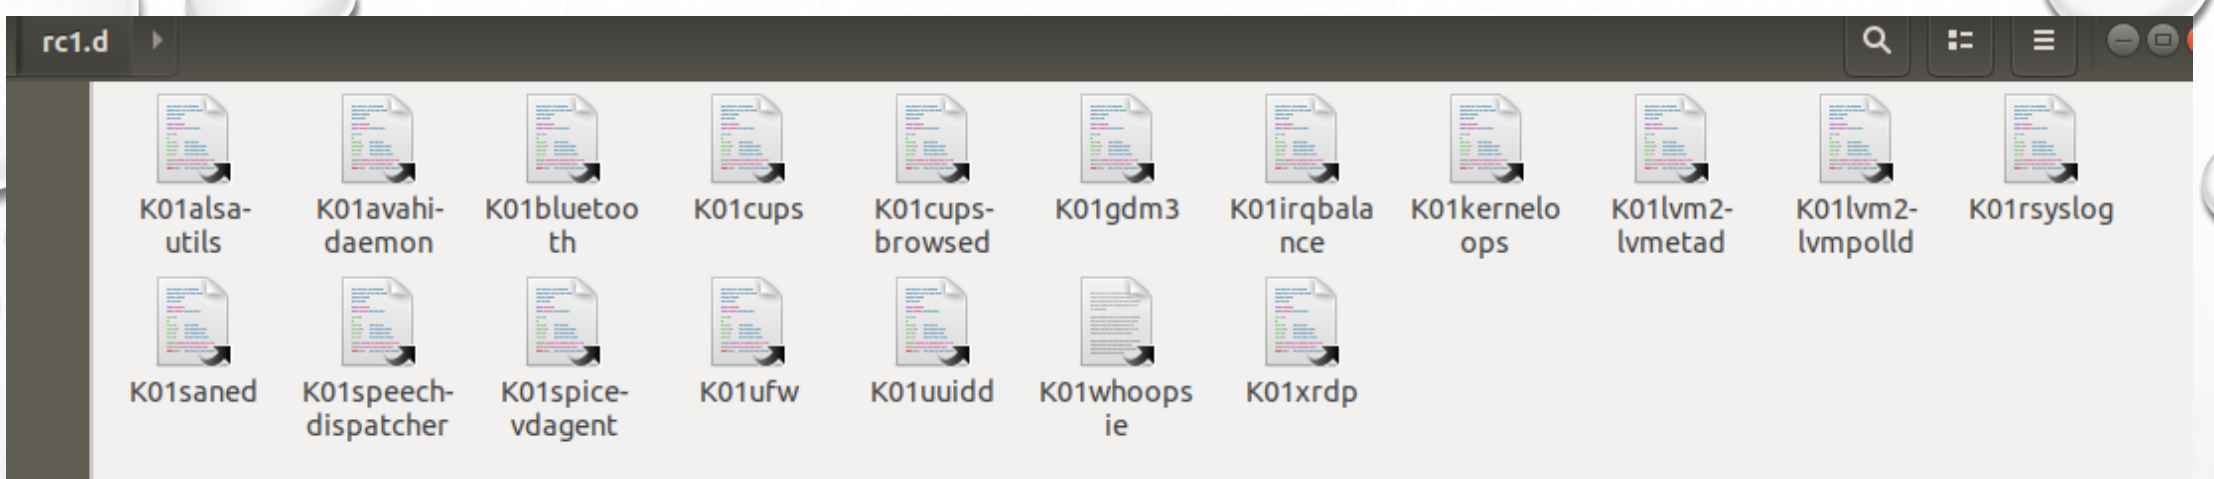 rc1.d
K01alsa-
utils
K01avahi-
daemon
K01bluetoo
th
K01cups
K01cups-
browsed
K01gdm3
K01irqbala
nce
K01kernelo
ops
K01lvm2-
lvmetad
K01lvm2-
lvmpolld
K01rsyslog
K01saned
K01speech-
dispatcher
K01spice-
vdagent
K01ufw
K01uuidd
K01whoops
ie
K01xrdp